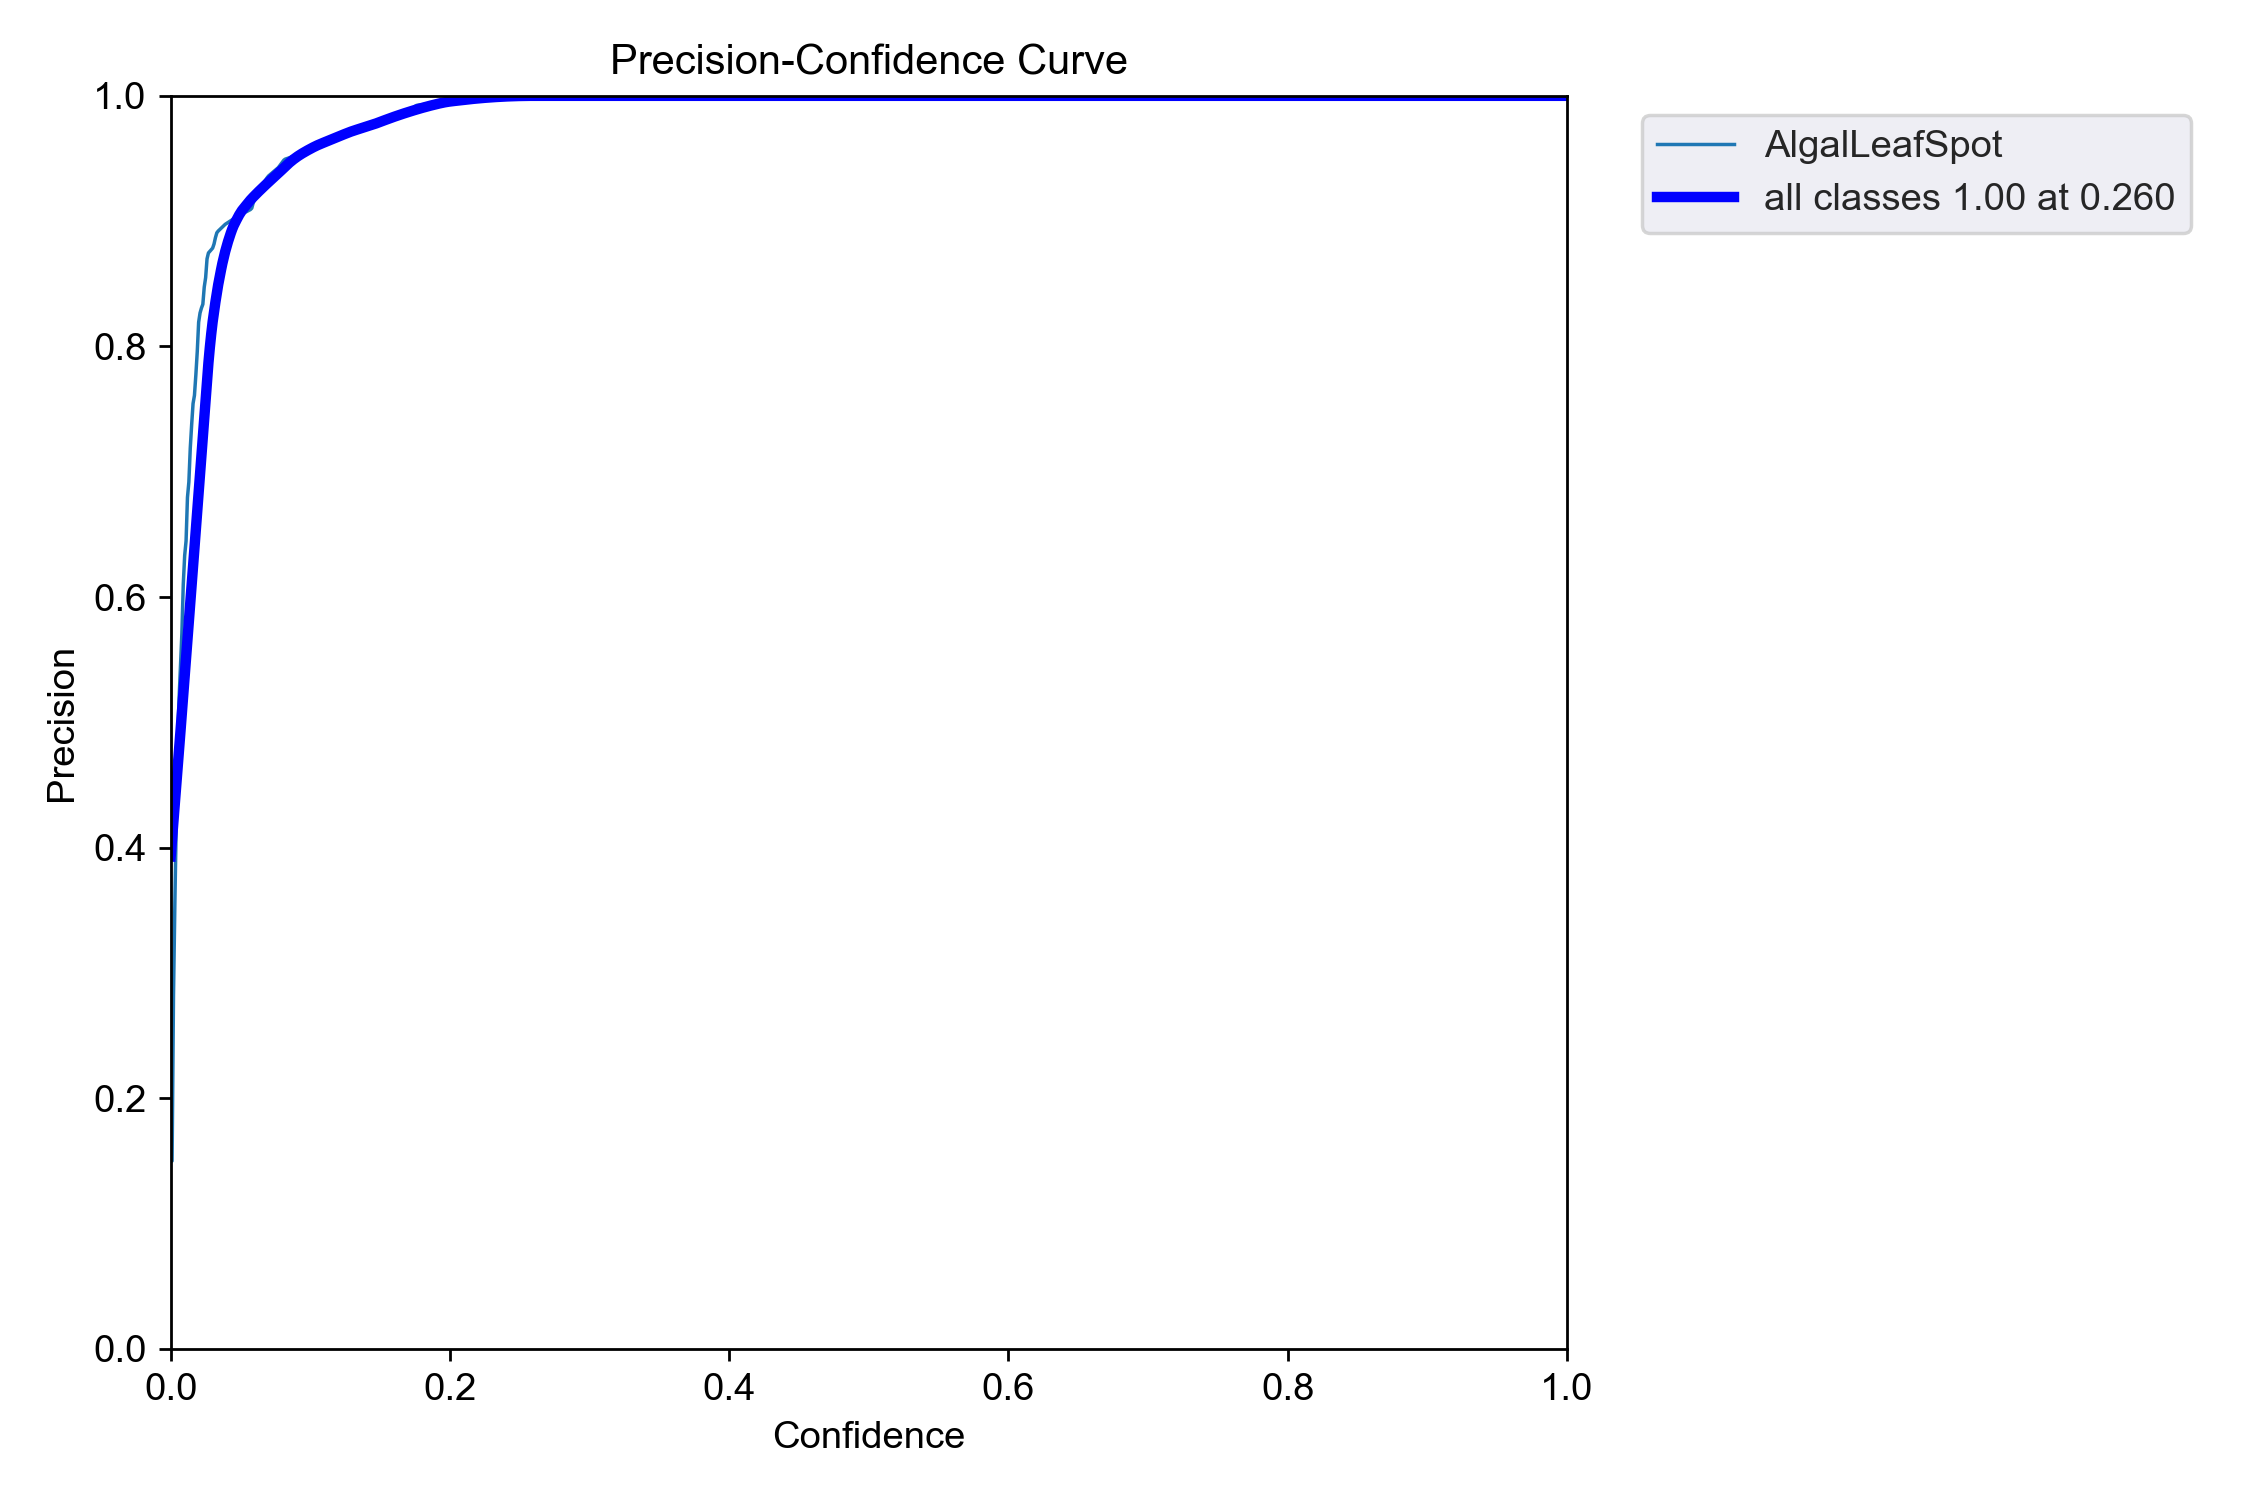 Precision-Confidence Curve
AlgalLeafSpot
all classes 1.00 at 0.260
Precision
1.0
0.8
0.6
0.4
0.2
0.0
0.0 0.2 0.4 0.6 0.8 1.0
Confidence